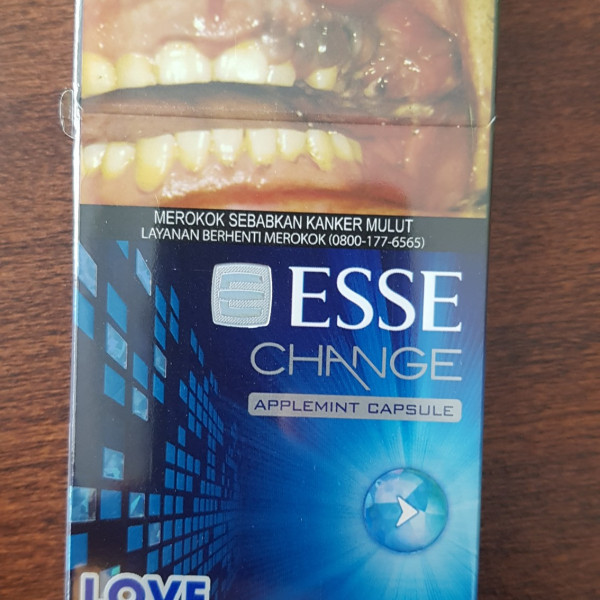 MEROKOK SEBABKAN KANKER MULUT
LAYANAN BERHENTI MEROKOK (0800-177-6565)
ESSE
CHANGE
APPLEMINT CAPSULE
LOVE